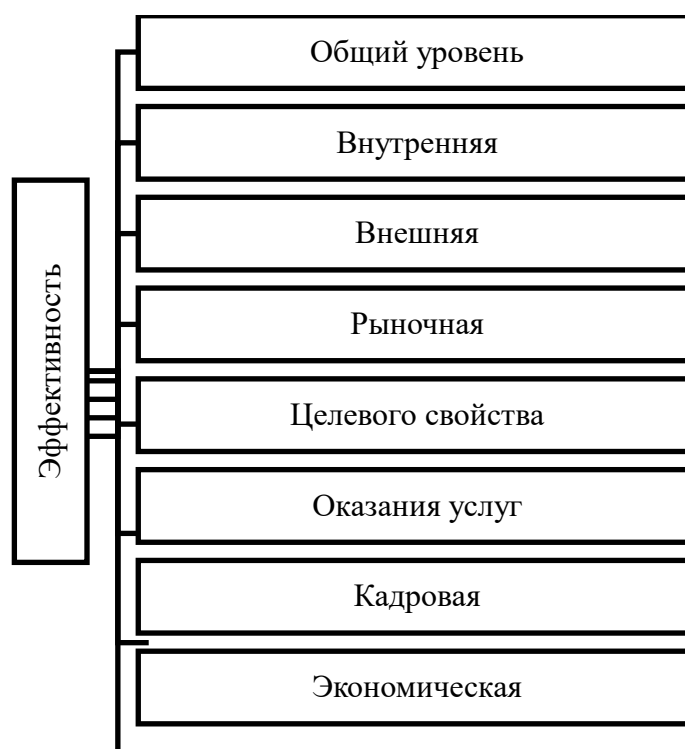 Эффективность
Общий уровень
Внутренняя
Внешняя
Рыночная
Целевого свойства
Оказания услуг
Кадровая
Экономическая